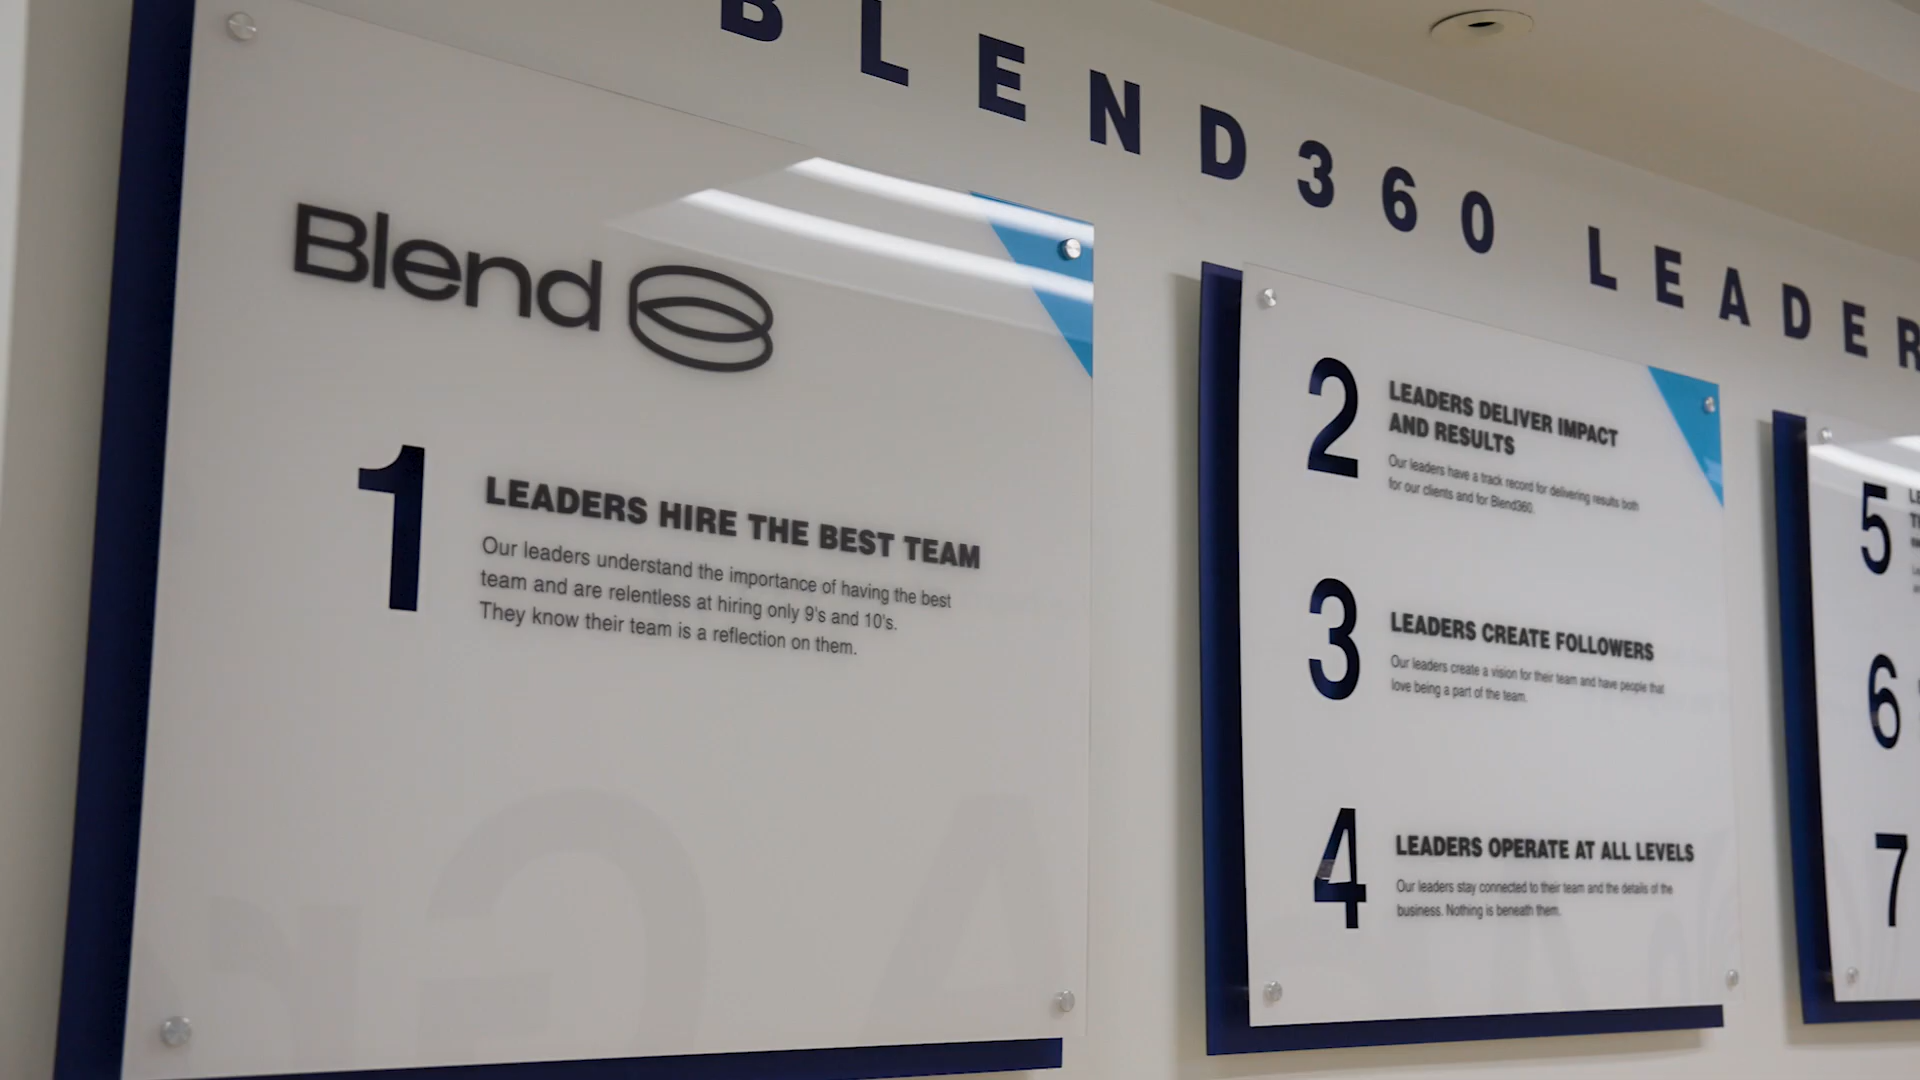 BLEND360 LEADER
Blend
1
LEADERS HIRE THE BEST TEAM
Our leaders understand the importance of having the best
team and are relentless at hiring only 9's and 10's.
They know their team is a reflection on them.
2
LEADERS DELIVER IMPACT
AND RESULTS
Our leaders have a track record for delivering results both
for our clients and for Blend360.
3
LEADERS CREATE FOLLOWERS
Our leaders create a vision for their team and have people that
love being a part of the team.
4
LEADERS OPERATE AT ALL LEVELS
Our leaders stay connected to their team and the details of the
business. Nothing is beneath them.
5
6
7